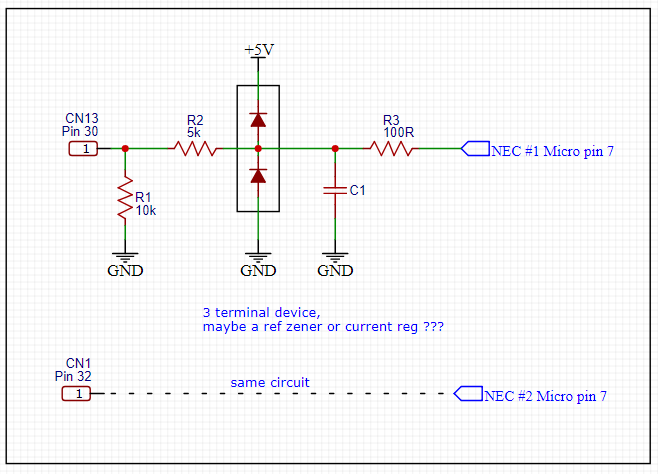 +5V
CN13
Pin 30
1
R2
5k
R3
100R
NEC #1 Micro pin 7
R1
10k
C1
GND
GND
GND
3 terminal device,
maybe a ref zener or current reg ???
CN1
Pin 32
1
same circuit
NEC #2 Micro pin 7